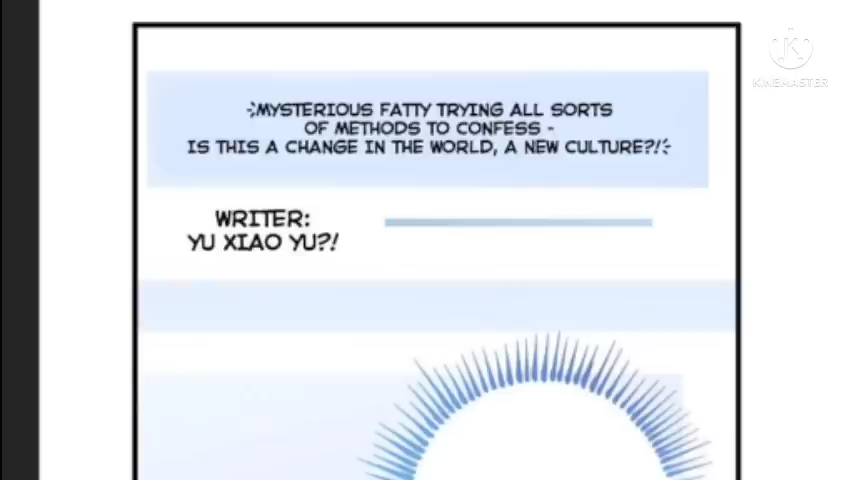 MYSTERIOUS FATTY TRYING ALL SORTS
OF METHODS TO CONFESS -
IS THIS A CHANGE IN THE WORLD, A NEW CULTURE?!
WRITER:
YU XIAO YU?!
K
KINEMASTER